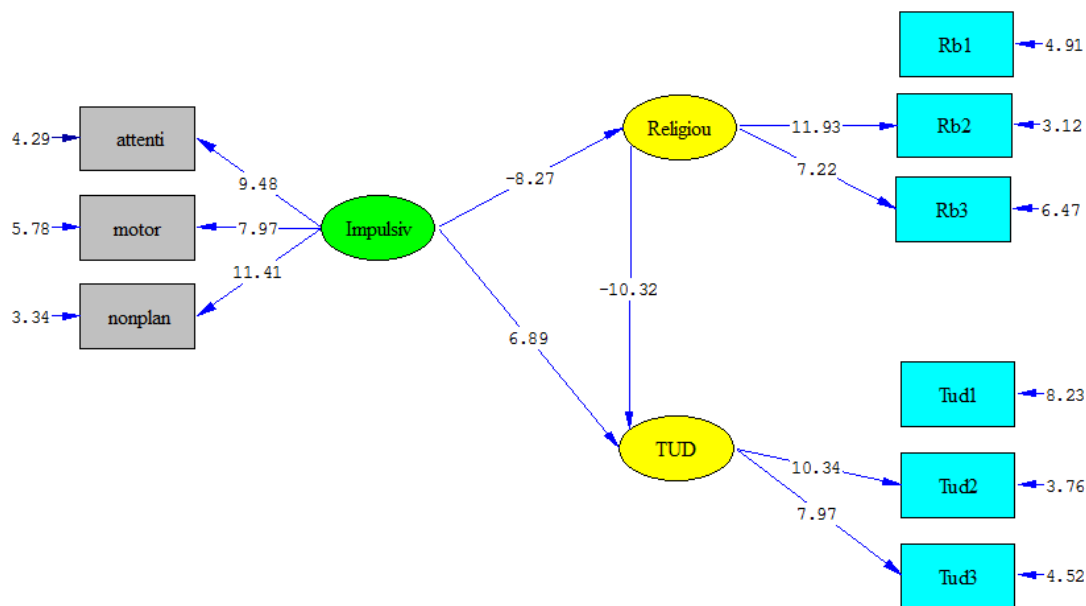 Rb1
4.91
4.29
attenti
Religiou
11.93
Rb2
3.12
9.48
-8.27
7.22
Rb3
6.47
5.78
motor
7.97
Impulsiv
11.41
-10.32
3.34
nonplan
6.89
Tud1
8.23
TUD
10.34
Tud2
3.76
7.97
Tud3
4.52